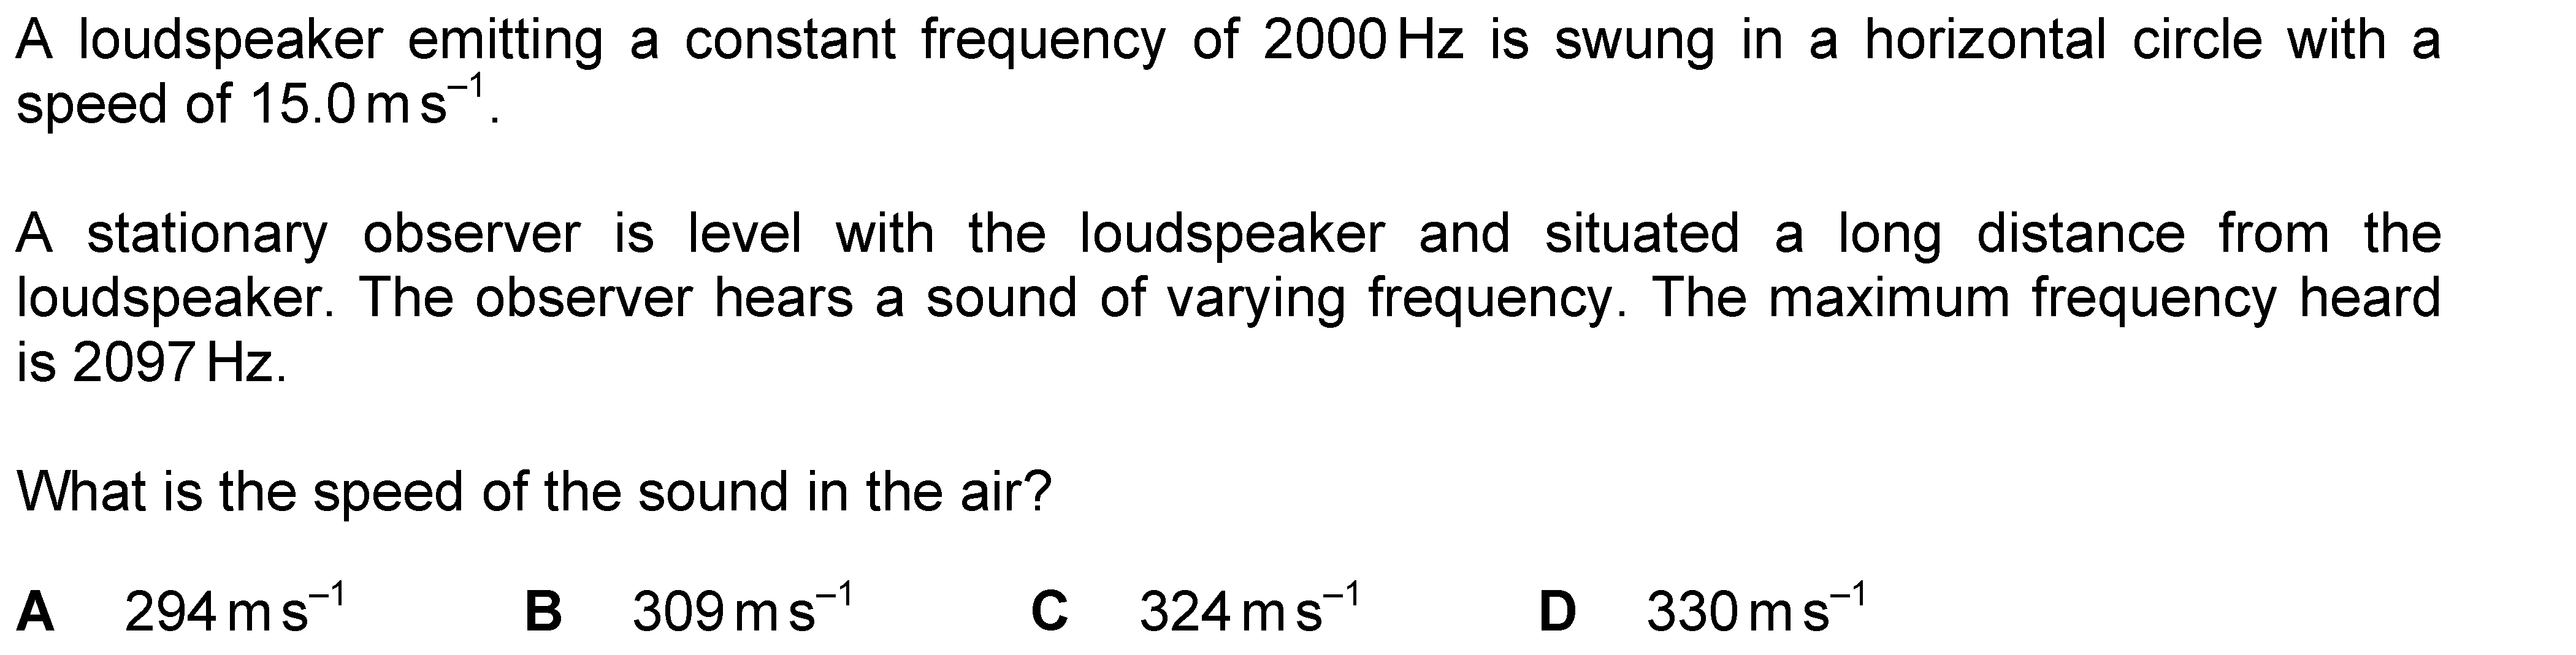 A loudspeaker emitting a constant frequency of 2000 Hz is swung in a horizontal circle with a
speed of 15.0 m s⁻¹.
A stationary observer is level with the loudspeaker and situated a long distance from the
loudspeaker. The observer hears a sound of varying frequency. The maximum frequency heard
is 2097 Hz.
What is the speed of the sound in the air?
A 294 m s⁻¹ B 309 m s⁻¹ C 324 m s⁻¹ D 330 m s⁻¹